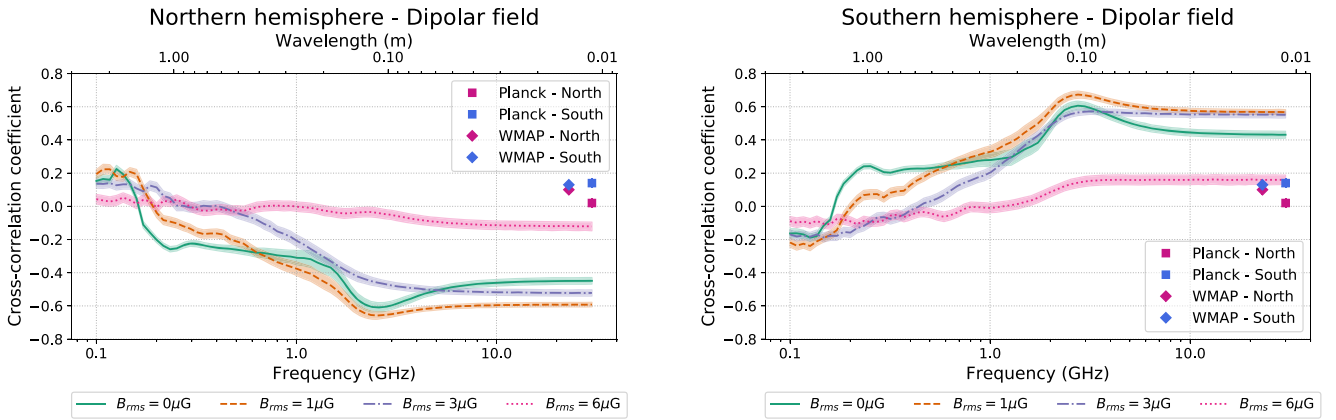 Northern hemisphere - Dipolar field
Wavelength (m)
1.00 0.10 0.01
0.8
0.6
0.4
0.2
0.0
−0.2
−0.4
−0.6
−0.8
Cross-correlation coefficient
Planck - North
Planck - South
WMAP - North
WMAP - South
0.1 1.0 10.0
Frequency (GHz)
B_rms = 0μG B_rms = 1μG B_rms = 3μG B_rms = 6μG
Southern hemisphere - Dipolar field
Wavelength (m)
1.00 0.10 0.01
0.8
0.6
0.4
0.2
0.0
−0.2
−0.4
−0.6
−0.8
Cross-correlation coefficient
Planck - North
Planck - South
WMAP - North
WMAP - South
0.1 1.0 10.0
Frequency (GHz)
B_rms = 0μG B_rms = 1μG B_rms = 3μG B_rms = 6μG